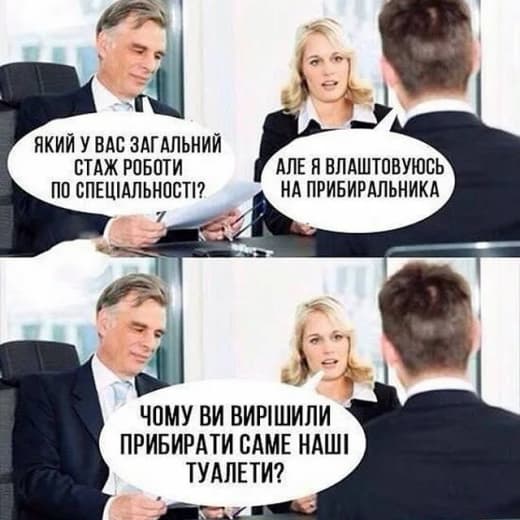 ЯКИЙ У ВАС ЗАГАЛЬНИЙ
СТАЖ РОБОТИ
ПО СПЕЦІАЛЬНОСТІ?
АЛЕ Я ВЛАШТОВУЮСЬ
НА ПРИБИРАЛЬНИКА
ЧОМУ ВИ ВИРІШИЛИ
ПРИБИРАТИ САМЕ НАШІ
ТУАЛЕТИ?